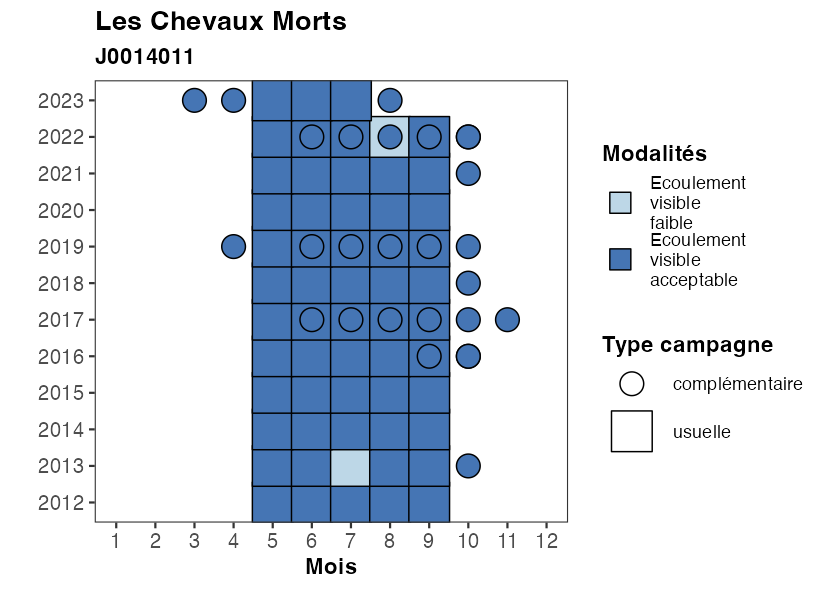 Les Chevaux Morts
J0014011
2023
2022
2021
2020
2019
2018
2017
2016
2015
2014
2013
2012
1 2 3 4 5 6 7 8 9 10 11 12
Mois
Modalités
Ecoulement
visible
faible
Ecoulement
visible
acceptable
Type campagne
complémentaire
usuelle